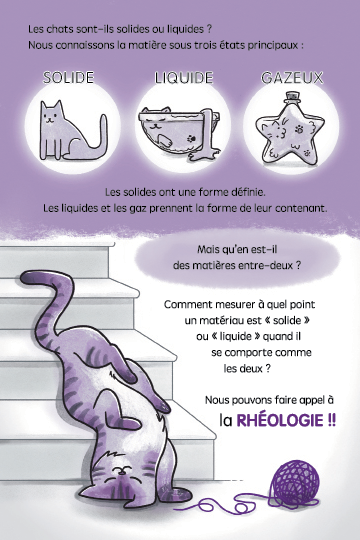 Les chats sont-ils solides ou liquides ?
Nous connaissons la matière sous trois états principaux :
SOLIDE LIQUIDE GAZEUX
Les solides ont une forme définie.
Les liquides et les gaz prennent la forme de leur contenant.
Mais qu'en est-il
des matières entre-deux ?
Comment mesurer à quel point
un matériau est « solide »
ou « liquide » quand il
se comporte comme
les deux ?
Nous pouvons faire appel à
la RHÉOLOGIE !!